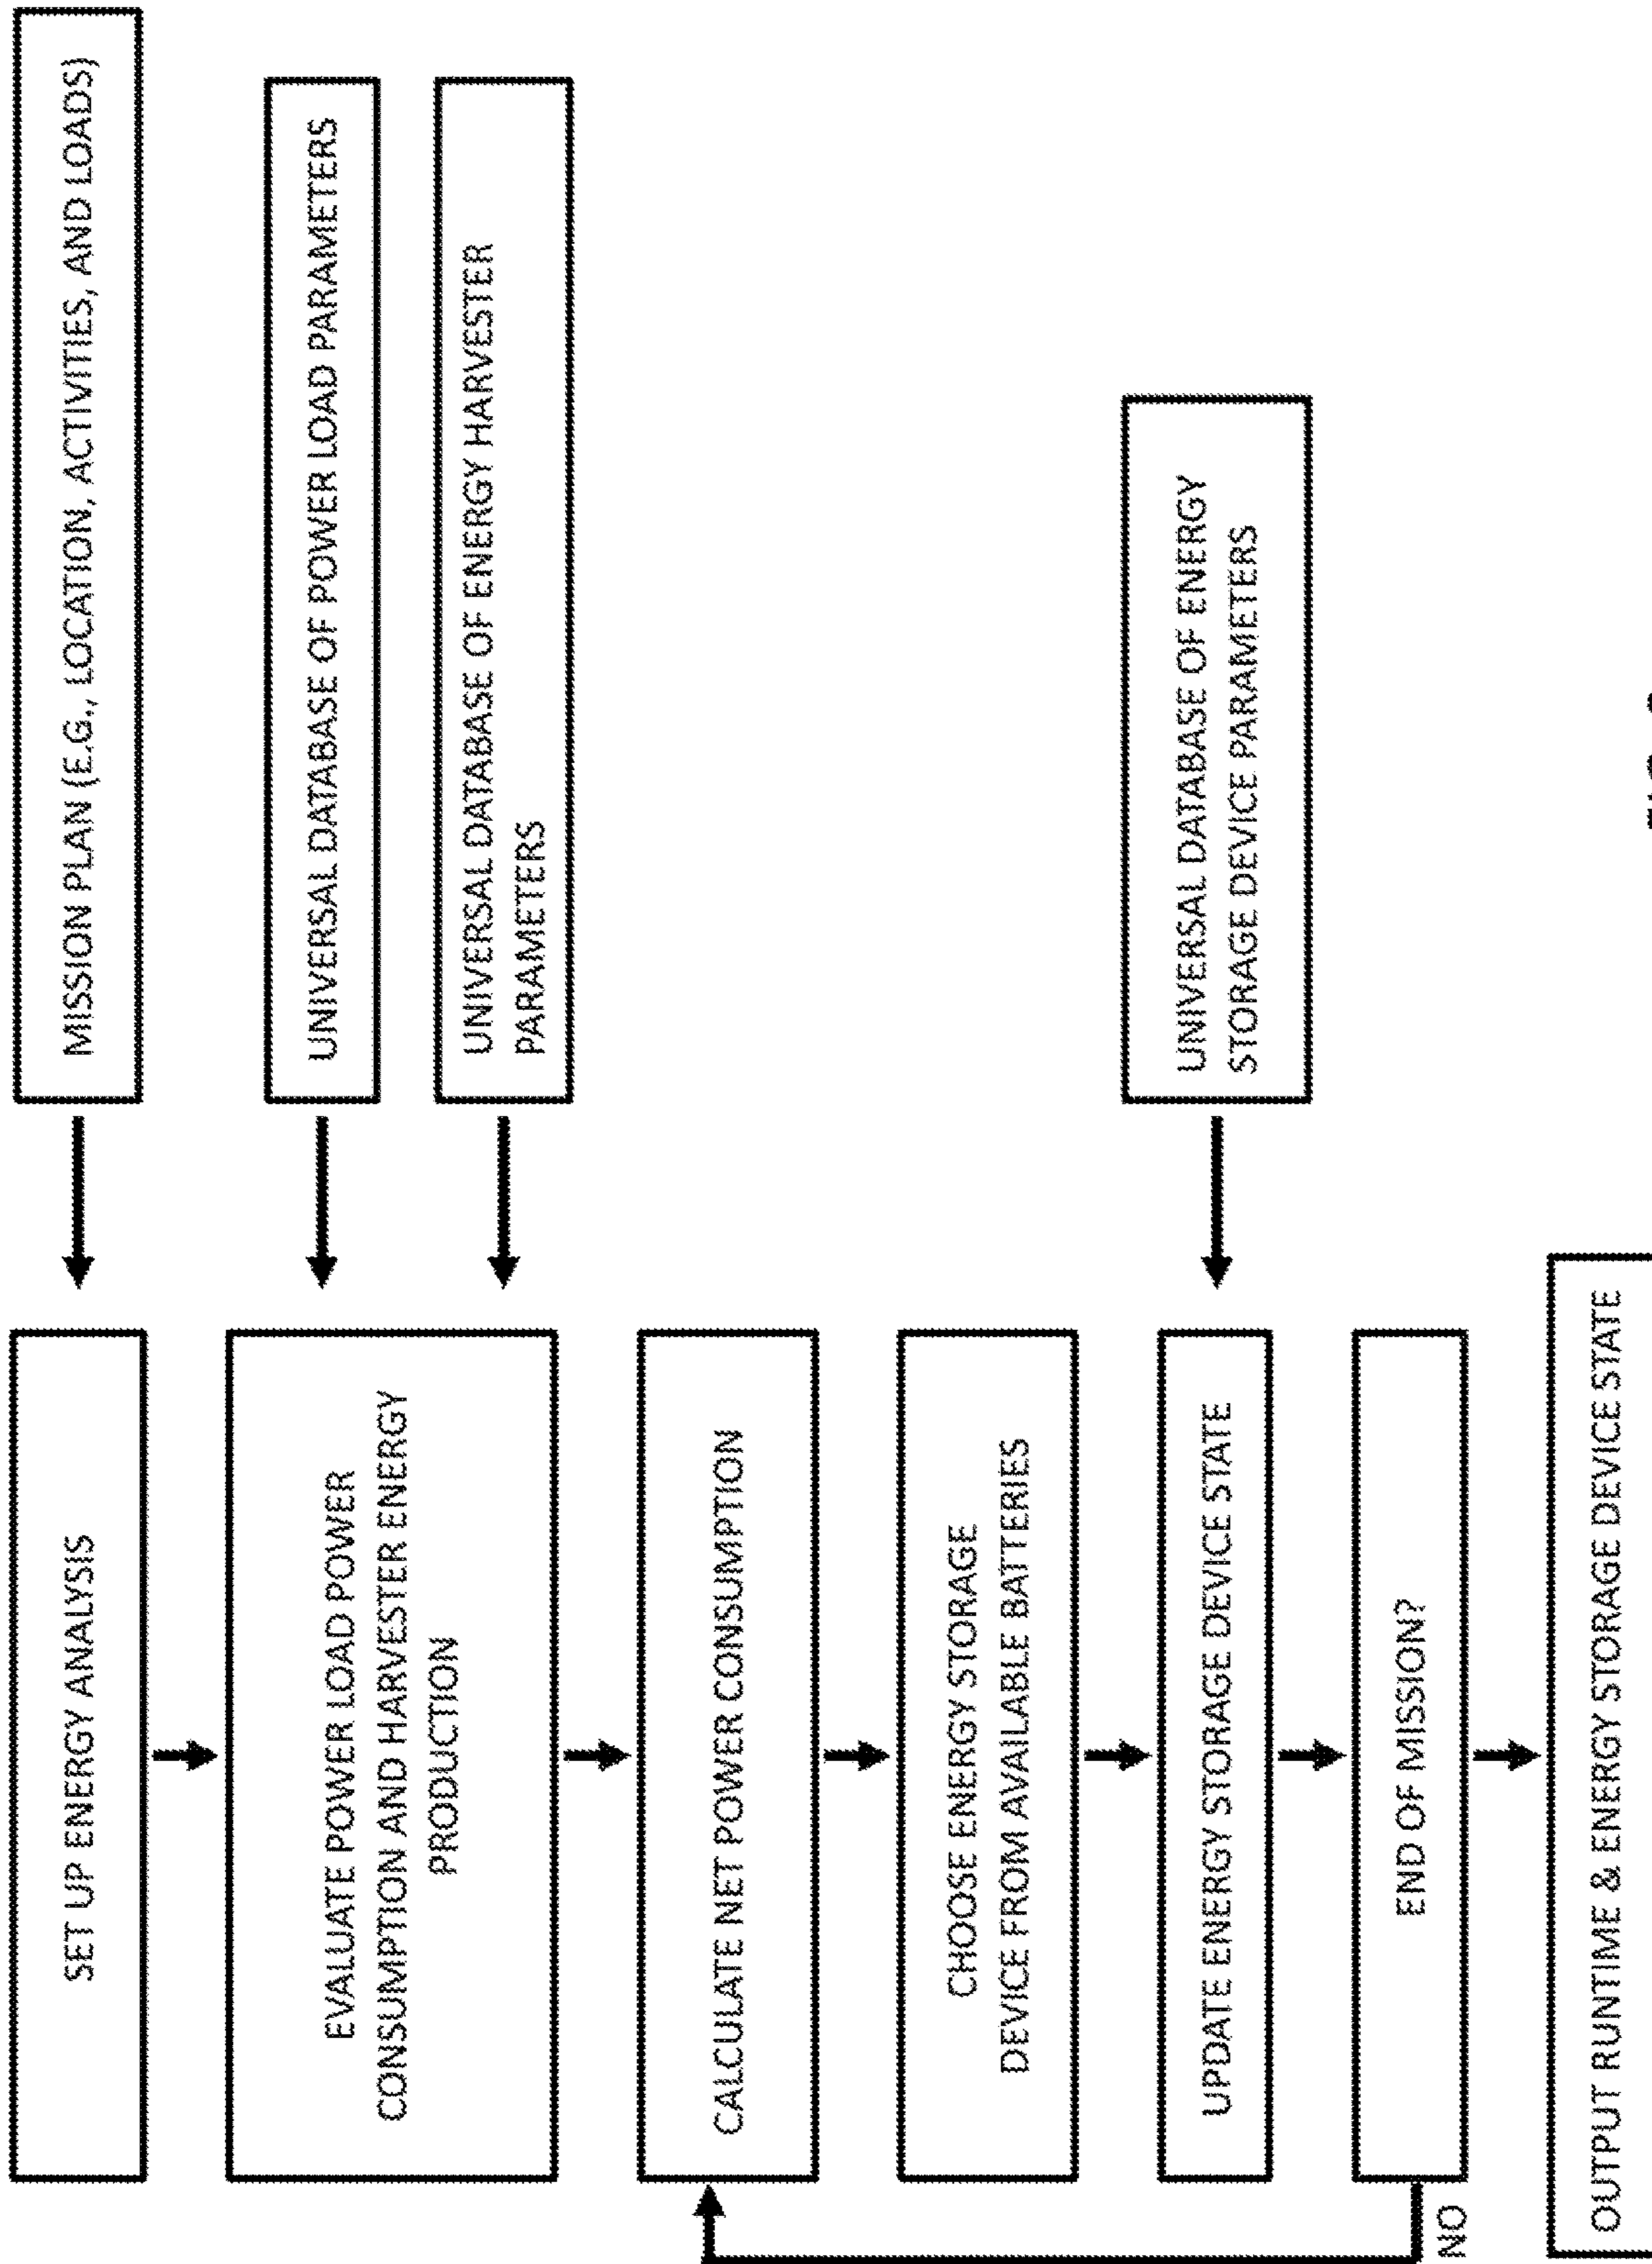 SET UP ENERGY ANALYSIS
MISSION PLAN (E.G., LOCATION, ACTIVITIES, AND LOADS)
EVALUATE POWER LOAD POWER
CONSUMPTION AND HARVESTER ENERGY
PRODUCTION
UNIVERSAL DATABASE OF POWER LOAD PARAMETERS
UNIVERSAL DATABASE OF ENERGY HARVESTER
PARAMETERS
CALCULATE NET POWER CONSUMPTION
CHOOSE ENERGY STORAGE
DEVICE FROM AVAILABLE BATTERIES
UPDATE ENERGY STORAGE DEVICE STATE
UNIVERSAL DATABASE OF ENERGY
STORAGE DEVICE PARAMETERS
END OF MISSION?
NO
OUTPUT RUNTIME & ENERGY STORAGE DEVICE STATE